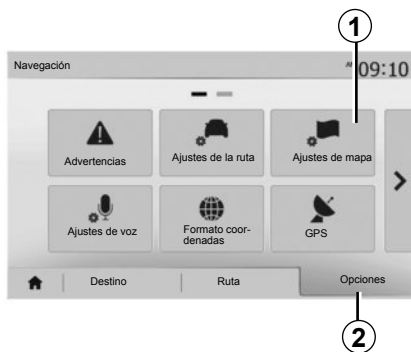 1
Navegación
09:10
Advertencias
Ajustes de la ruta
Ajustes de mapa
Ajustes de voz
Formato coor-
denadas
GPS
Destino
Ruta
Opciones
2